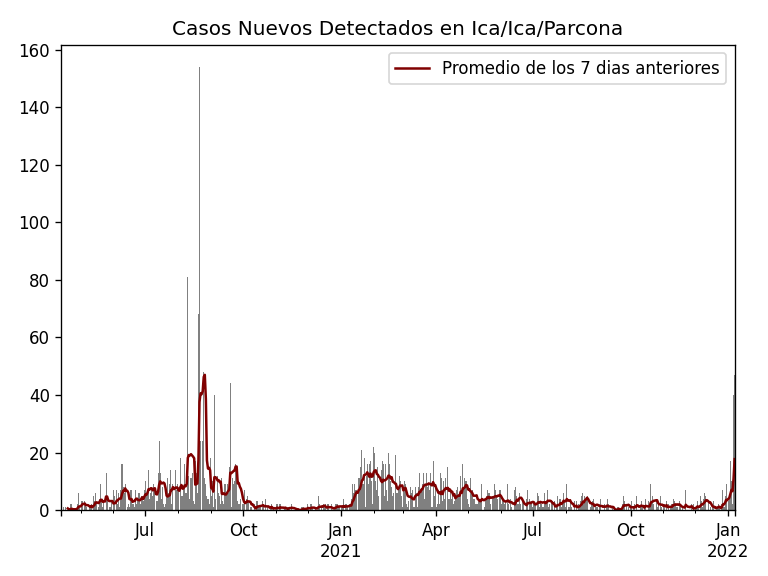 Casos Nuevos Detectados en Ica/Ica/Parcona
Promedio de los 7 dias anteriores
160
140
120
100
80
60
40
20
0
Jul
Oct
Jan
2021
Apr
Jul
Oct
Jan
2022